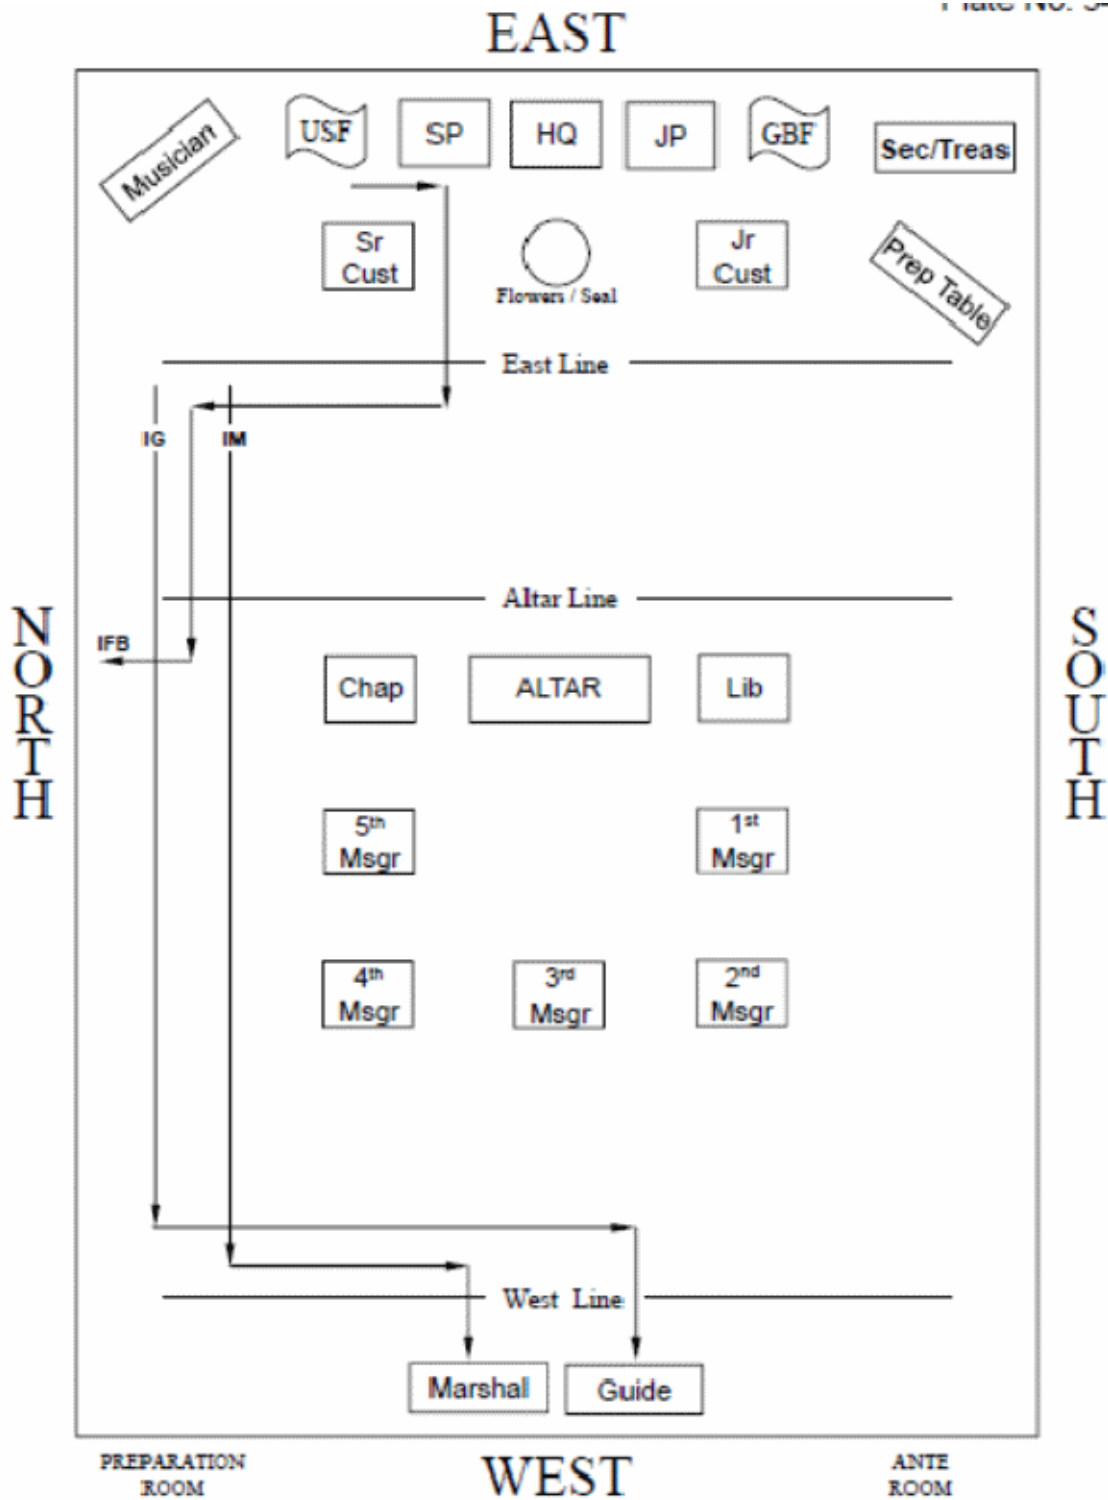 EAST
Musician
USF
SP
HQ
JP
GBF
Sec/Treas
Sr
Cust
Flowers / Seal
Jr
Cust
Prep Table
East Line
IG
IM
Altar Line
NORTH
SOUTH
IFB
Chap
ALTAR
Lib
5th
Msgr
1st
Msgr
4th
Msgr
3rd
Msgr
2nd
Msgr
West Line
Marshal
Guide
PREPARATION
ROOM
WEST
ANTE
ROOM